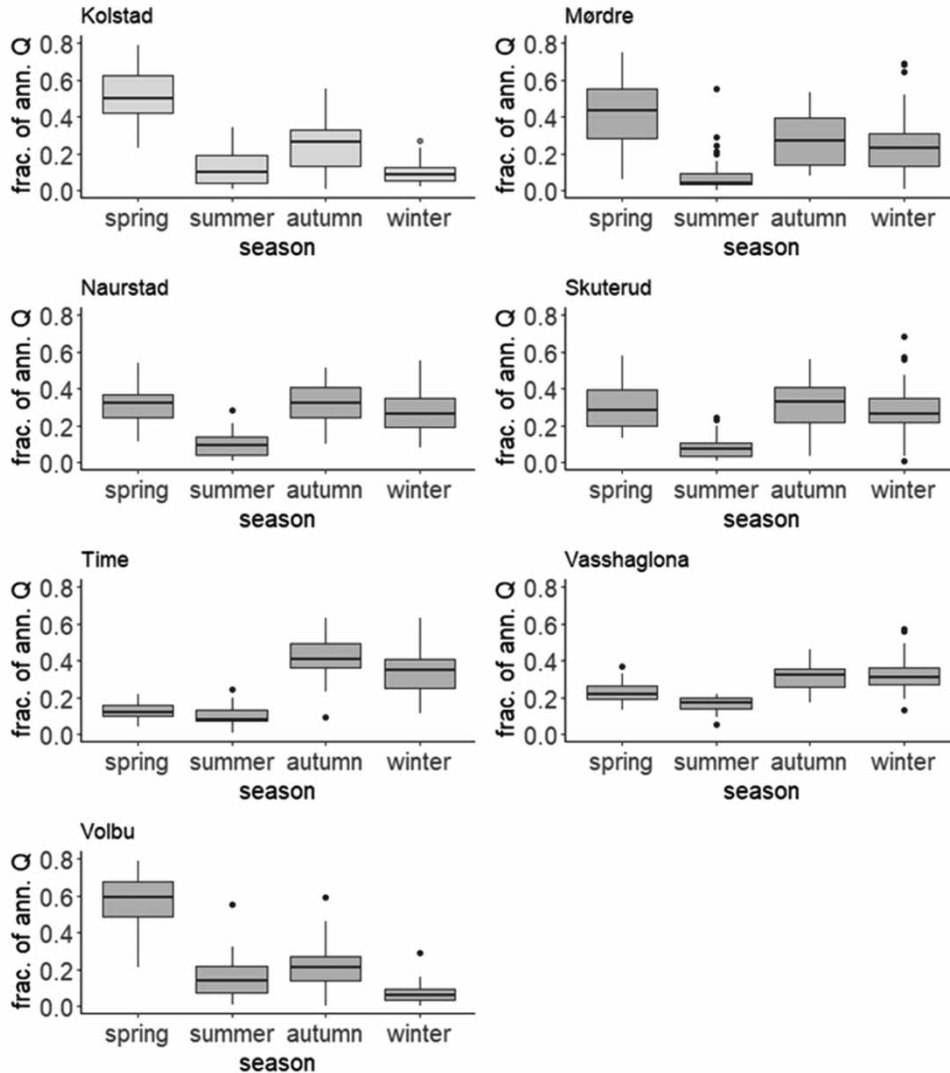 Kolstad
frac. of ann. Q
0.8
0.6
0.4
0.2
0.0
spring summer autumn winter
season
Mørdre
frac. of ann. Q
0.8
0.6
0.4
0.2
0.0
spring summer autumn winter
season
Naurstad
frac. of ann. Q
0.8
0.6
0.4
0.2
0.0
spring summer autumn winter
season
Skuterud
frac. of ann. Q
0.8
0.6
0.4
0.2
0.0
spring summer autumn winter
season
Time
frac. of ann. Q
0.8
0.6
0.4
0.2
0.0
spring summer autumn winter
season
Vasshaglona
frac. of ann. Q
0.8
0.6
0.4
0.2
0.0
spring summer autumn winter
season
Volbu
frac. of ann. Q
0.8
0.6
0.4
0.2
0.0
spring summer autumn winter
season